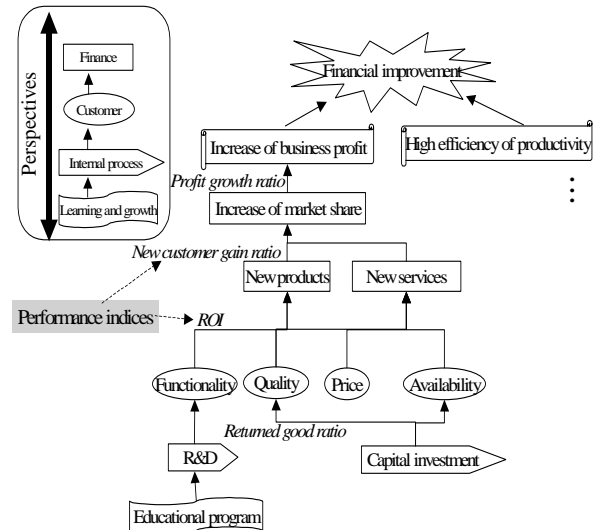 Perspectives
Finance
Customer
Internal process
Learning and growth
Financial improvement
Increase of business profit
High efficiency of productivity
Profit growth ratio
Increase of market share
New customer gain ratio
New products
New services
Performance indices
ROI
Functionality
Quality
Price
Availability
Returned good ratio
R&D
Capital investment
Educational program